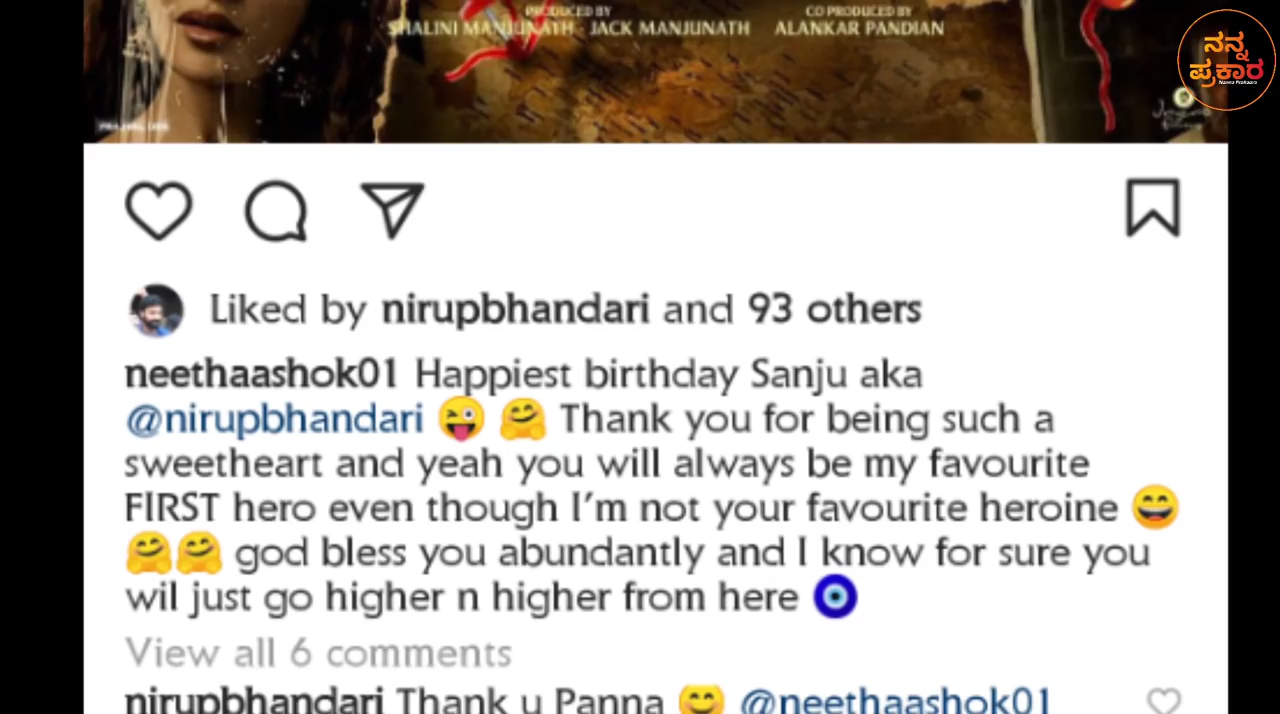 PRODUCED BY
SHALINI MANJUNATH - JACK MANJUNATH
CO PRODUCED BY
ALANKAR PANDIAN
ನನ್ನ
ಪ್ರಕಾರ
Nanna Prakaara
Liked by nirupbhandari and 93 others
neethaashok01 Happiest birthday Sanju aka
@nirupbhandari 😜 🤗 Thank you for being such a
sweetheart and yeah you will always be my favourite
FIRST hero even though I'm not your favourite heroine 😄
🤗🤗 god bless you abundantly and I know for sure you
wil just go higher n higher from here 🧿
View all 6 comments
nirupbhandari Thank u Panna 🤗 @neethaashok01